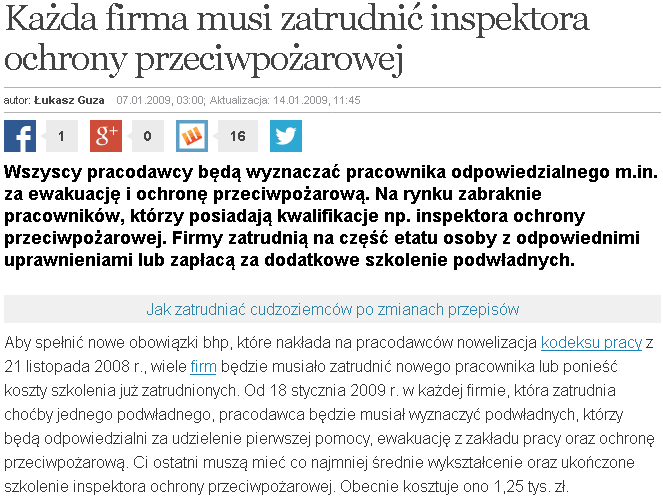 Każda firma musi zatrudnić inspektora
ochrony przeciwpożarowej
autor: Łukasz Guza 07.01.2009, 03:00; Aktualizacja: 14.01.2009, 11:45
f 1 g+ 0 16
Wszyscy pracodawcy będą wyznaczać pracownika odpowiedzialnego m.in.
za ewakuację i ochronę przeciwpożarową. Na rynku zabraknie
pracowników, którzy posiadają kwalifikacje np. inspektora ochrony
przeciwpożarowej. Firmy zatrudnią na część etatu osoby z odpowiednimi
uprawnieniami lub zapłacą za dodatkowe szkolenie podwładnych.
Jak zatrudniać cudzoziemców po zmianach przepisów
Aby spełnić nowe obowiązki bhp, które nakłada na pracodawców nowelizacja kodeksu pracy z
21 listopada 2008 r., wiele firm będzie musiało zatrudnić nowego pracownika lub ponieść
koszty szkolenia już zatrudnionych. Od 18 stycznia 2009 r. w każdej firmie, która zatrudnia
choćby jednego podwładnego, pracodawca będzie musiał wyznaczyć podwładnych, którzy
będą odpowiedzialni za udzielenie pierwszej pomocy, ewakuację z zakładu pracy oraz ochronę
przeciwpożarową. Ci ostatni muszą mieć co najmniej średnie wykształcenie oraz ukończone
szkolenie inspektora ochrony przeciwpożarowej. Obecnie kosztuje ono 1,25 tys. zł.